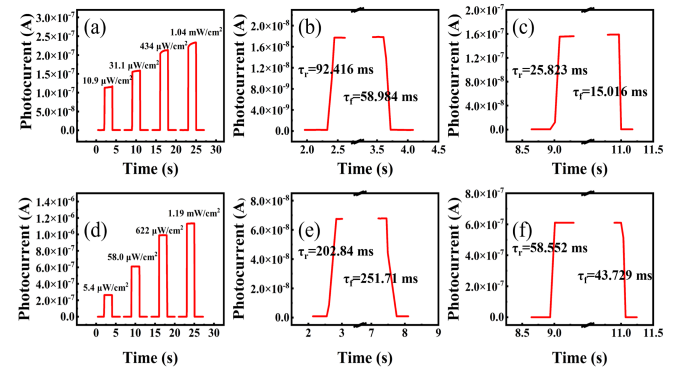 (a)
Photocurrent (A)
3.0×10⁻⁷
2.5×10⁻⁷
2.0×10⁻⁷
1.5×10⁻⁷
1.0×10⁻⁷
5.0×10⁻⁸
0.0
10.9 μW/cm²
31.1 μW/cm²
434 μW/cm²
1.04 mW/cm²
0 5 10 15 20 25 30
Time (s)
(b)
Photocurrent (A)
2.0×10⁻⁸
1.6×10⁻⁸
1.2×10⁻⁸
8.0×10⁻⁹
4.0×10⁻⁹
0.0
τr=92.416 ms
τf=58.984 ms
2.0 2.5 3.5 4.0 4.5
Time (s)
(c)
Photocurrent (A)
2.0×10⁻⁷
1.6×10⁻⁷
1.2×10⁻⁷
8.0×10⁻⁸
4.0×10⁻⁸
0.0
τr=25.823 ms
τf=15.016 ms
8.5 9.0 11.0 11.5
Time (s)
(d)
Photocurrent (A)
1.4×10⁻⁶
1.2×10⁻⁶
1.0×10⁻⁶
8.0×10⁻⁷
6.0×10⁻⁷
4.0×10⁻⁷
2.0×10⁻⁷
0.0
5.4 μW/cm²
58.0 μW/cm²
622 μW/cm²
1.19 mW/cm²
0 5 10 15 20 25 30
Time (s)
(e)
Photocurrent (A)
8.0×10⁻⁸
6.0×10⁻⁸
4.0×10⁻⁸
2.0×10⁻⁸
0.0
τr=202.84 ms
τf=251.71 ms
2 3 7 8 9
Time (s)
(f)
Photocurrent (A)
8.0×10⁻⁷
6.0×10⁻⁷
4.0×10⁻⁷
2.0×10⁻⁷
0.0
τr=58.552 ms
τf=43.729 ms
8.5 9.0 11.0 11.5
Time (s)